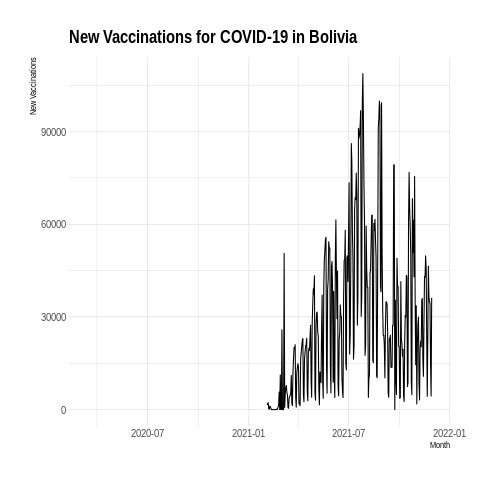 New Vaccinations for COVID-19 in Bolivia
New Vaccinations
90000
60000
30000
0
2020-07
2021-01
2021-07
2022-01
Month